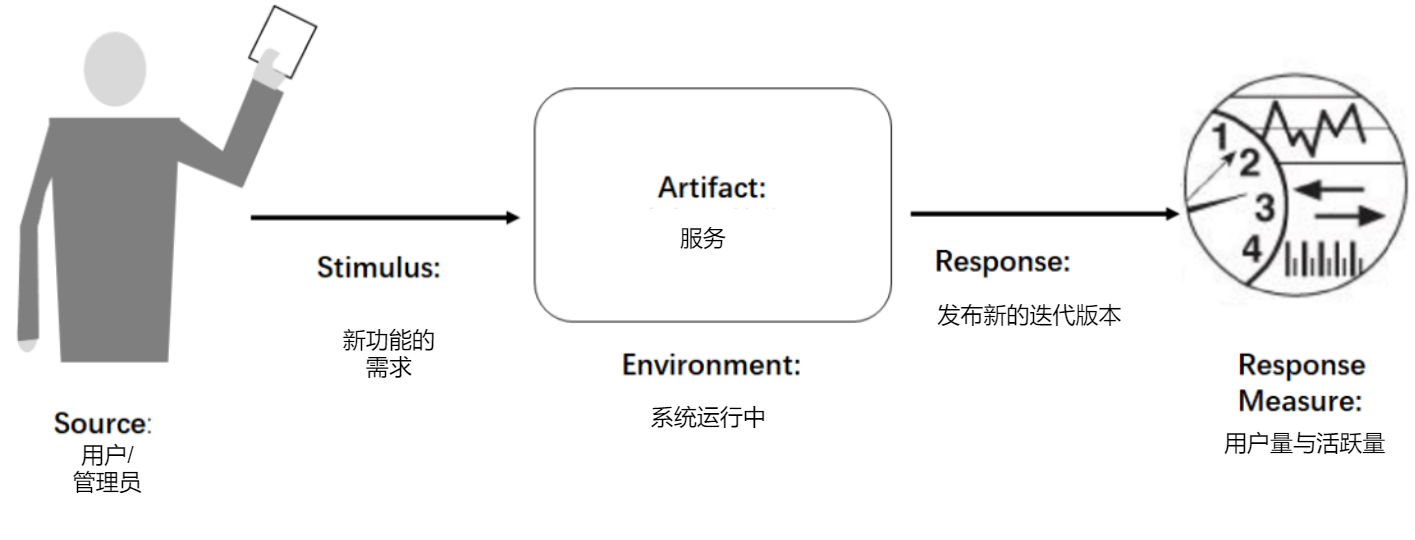 Source:
用户/
管理员
Stimulus:
新功能的
需求
Artifact:
服务
Environment:
系统运行中
Response:
发布新的迭代版本
1
2
3
4
Response
Measure:
用户量与活跃量